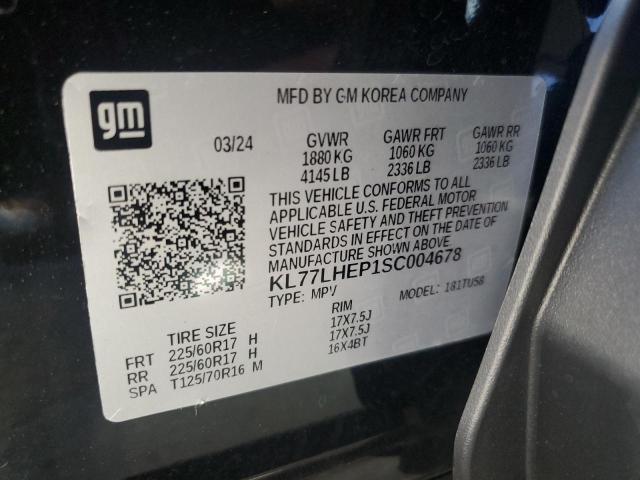 gm
MFD BY GM KOREA COMPANY
03/24 GVWR GAWR FRT GAWR RR
1880 KG 1060 KG 1060 KG
4145 LB 2336 LB 2336 LB
THIS VEHICLE CONFORMS TO ALL
APPLICABLE U.S. FEDERAL MOTOR
VEHICLE SAFETY AND THEFT PREVENTION
STANDARDS IN EFFECT ON THE DATE OF
MANUFACTURE SHOWN ABOVE.
KL77LHEP1SC004678
TYPE: MPV MODEL: 181TU58
TIRE SIZE RIM
FRT 225/60R17 H 17X7.5J
RR 225/60R17 H 17X7.5J
SPA T125/70R16 M 16X4BT